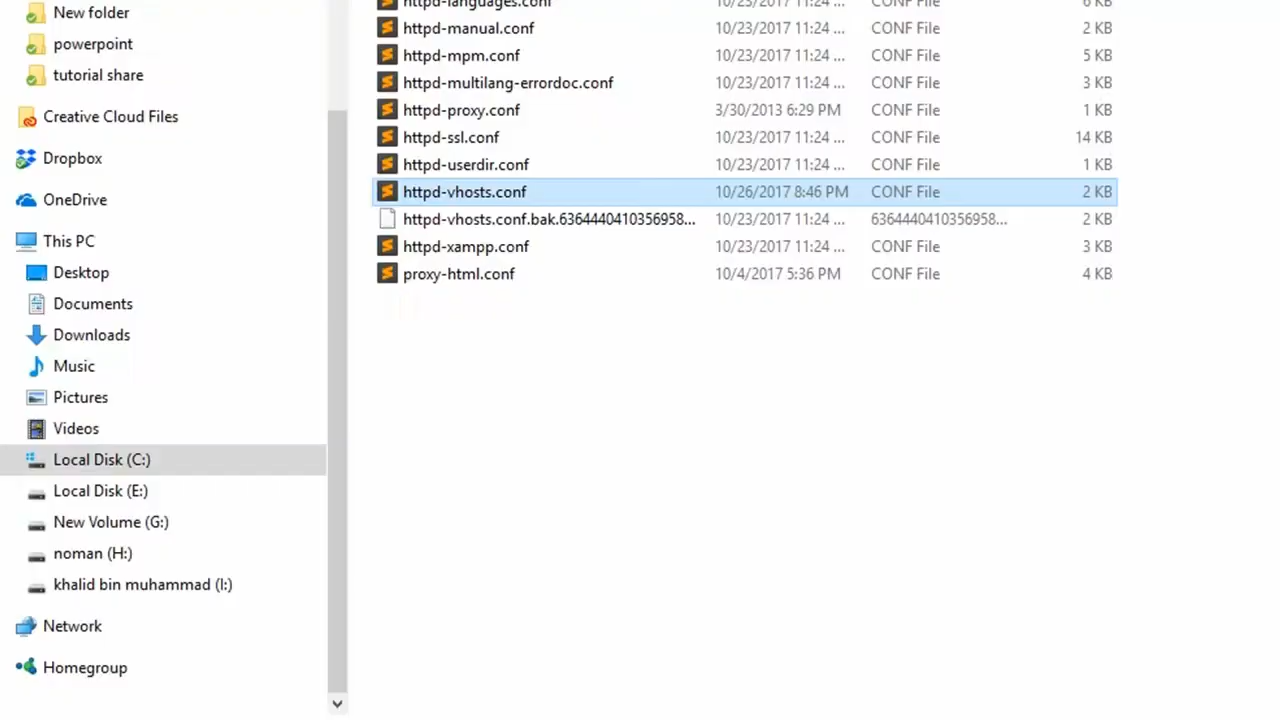 New folder
powerpoint
tutorial share
Creative Cloud Files
Dropbox
OneDrive
This PC
Desktop
Documents
Downloads
Music
Pictures
Videos
Local Disk (C:)
Local Disk (E:)
New Volume (G:)
noman (H:)
khalid bin muhammad (I:)
Network
Homegroup
httpd-languages.conf 10/23/2017 11:24 ... CONF File 6 KB
httpd-manual.conf 10/23/2017 11:24 ... CONF File 2 KB
httpd-mpm.conf 10/23/2017 11:24 ... CONF File 5 KB
httpd-multilang-errordoc.conf 10/23/2017 11:24 ... CONF File 3 KB
httpd-proxy.conf 3/30/2013 6:29 PM CONF File 1 KB
httpd-ssl.conf 10/23/2017 11:24 ... CONF File 14 KB
httpd-userdir.conf 10/23/2017 11:24 ... CONF File 1 KB
httpd-vhosts.conf 10/26/2017 8:46 PM CONF File 2 KB
httpd-vhosts.conf.bak.6364440410356958... 10/23/2017 11:24 ... 6364440410356958... 2 KB
httpd-xampp.conf 10/23/2017 11:24 ... CONF File 3 KB
proxy-html.conf 10/4/2017 5:36 PM CONF File 4 KB